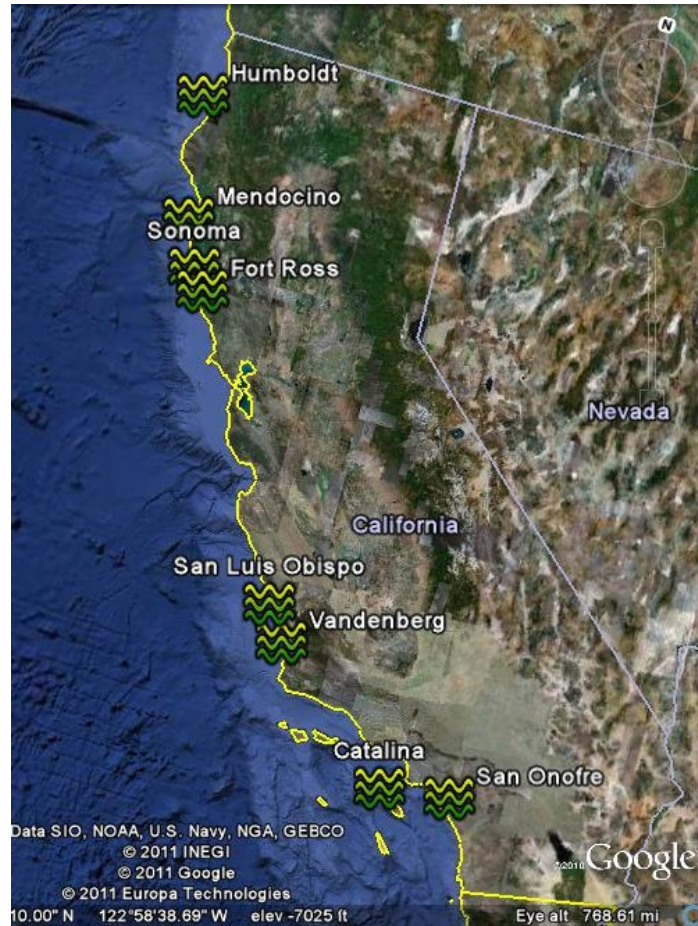 N
Humboldt
Mendocino
Sonoma
Fort Ross
Nevada
California
San Luis Obispo
Vandenberg
Catalina
San Onofre
Data SIO, NOAA, U.S. Navy, NGA, GEBCO
© 2011 INEGI
© 2011 Google
© 2011 Europa Technologies
©2010 Google
10.00" N 122°58'38.69" W elev -7025 ft Eye alt 768.61 mi